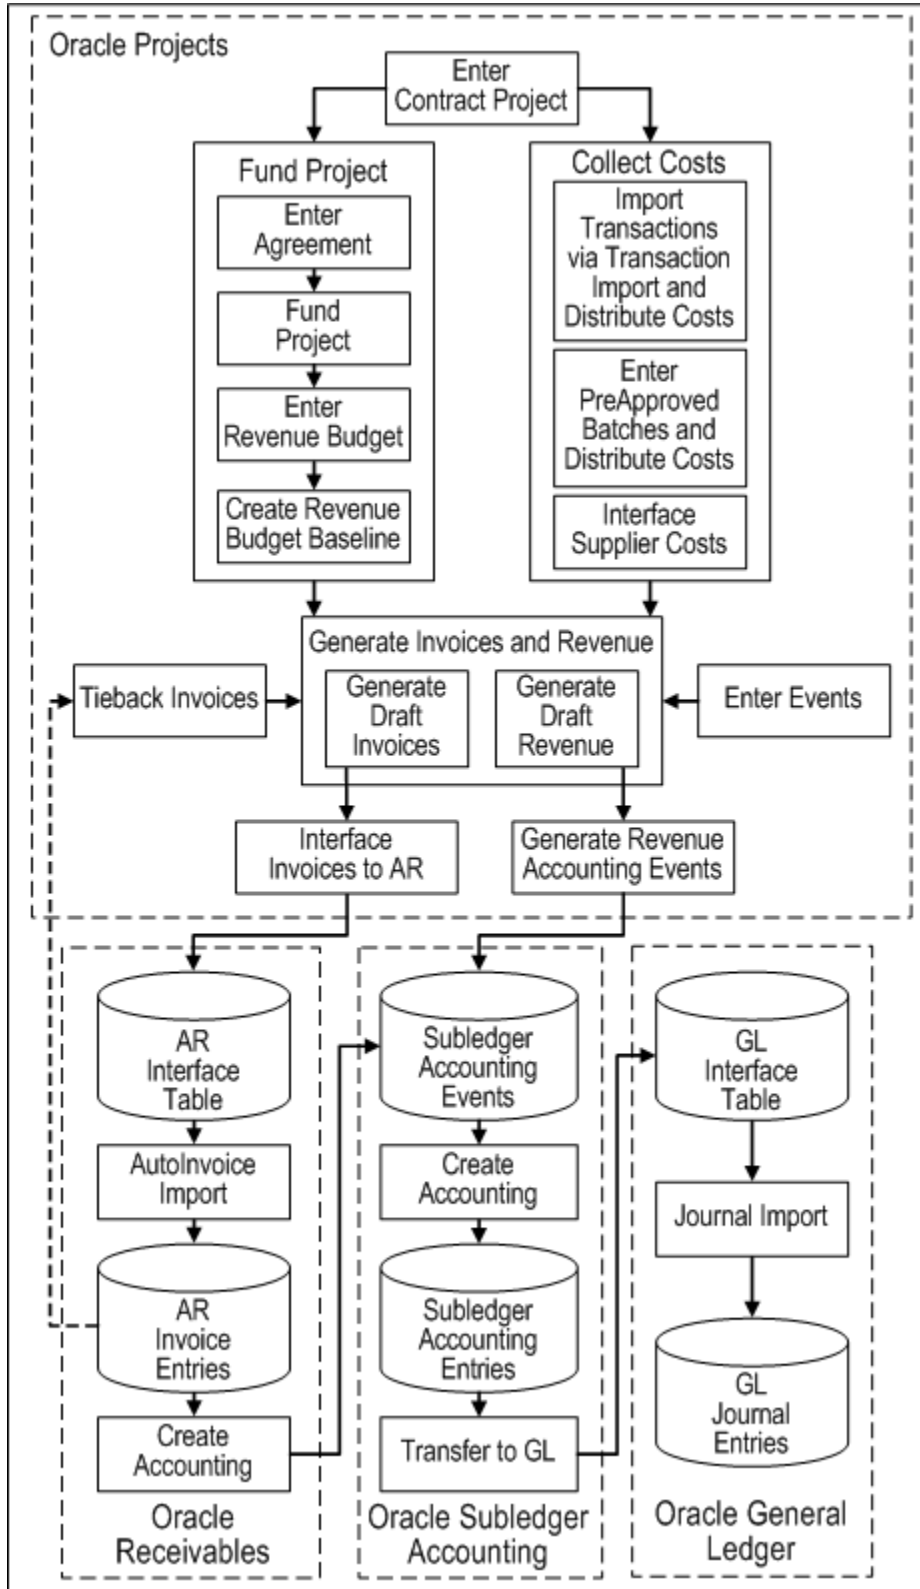 Oracle Projects
Enter
Contract Project
Fund Project
Enter
Agreement
Fund
Project
Enter
Revenue Budget
Create Revenue
Budget Baseline
Collect Costs
Import
Transactions
via Transaction
Import and
Distribute Costs
Enter
PreApproved
Batches and
Distribute Costs
Interface
Supplier Costs
Generate Invoices and Revenue
Tieback Invoices
Generate
Draft
Invoices
Generate
Draft
Revenue
Enter Events
Interface
Invoices to AR
Generate Revenue
Accounting Events
AR
Interface
Table
AutoInvoice
Import
AR
Invoice
Entries
Create
Accounting
Oracle
Receivables
Subledger
Accounting
Events
Create
Accounting
Subledger
Accounting
Entries
Transfer to GL
Oracle Subledger
Accounting
GL
Interface
Table
Journal Import
GL
Journal
Entries
Oracle General
Ledger